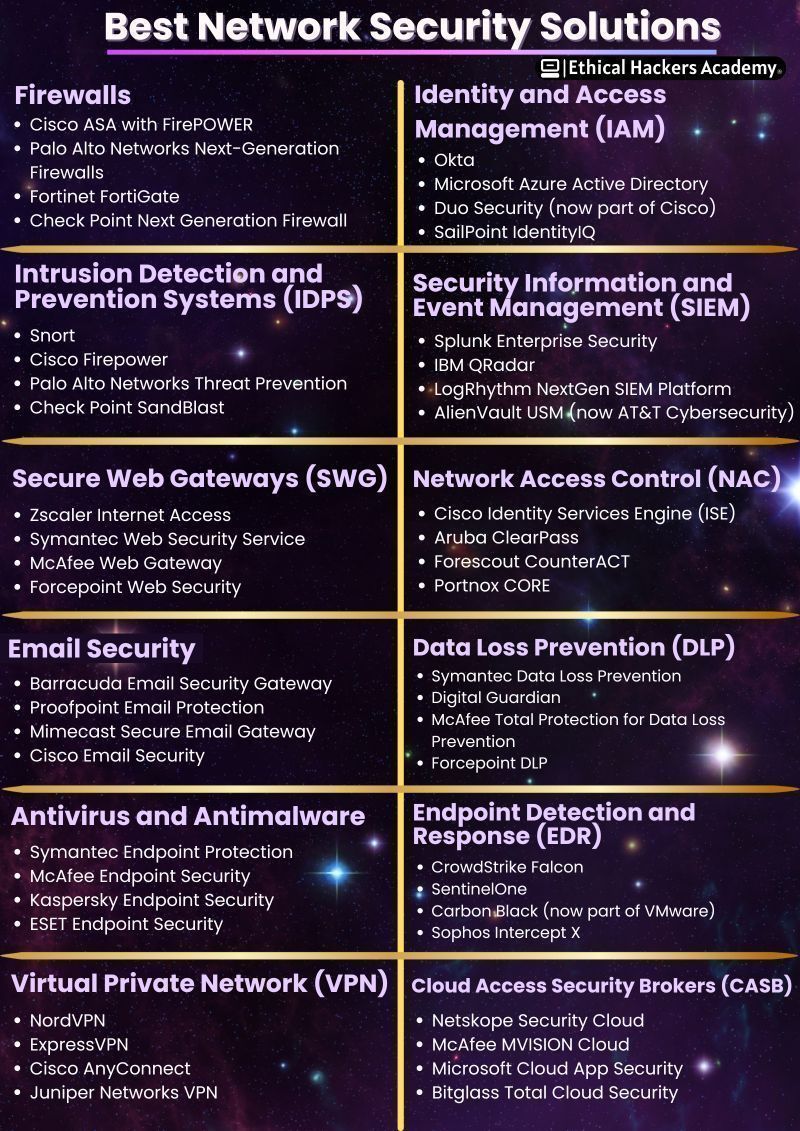 Best Network Security Solutions
Ethical Hackers Academy®
Firewalls
• Cisco ASA with FirePOWER
• Palo Alto Networks Next-Generation
Firewalls
• Fortinet FortiGate
• Check Point Next Generation Firewall
Identity and Access
Management (IAM)
• Okta
• Microsoft Azure Active Directory
• Duo Security (now part of Cisco)
• SailPoint IdentityIQ
Intrusion Detection and
Prevention Systems (IDPS)
• Snort
• Cisco Firepower
• Palo Alto Networks Threat Prevention
• Check Point SandBlast
Security Information and
Event Management (SIEM)
• Splunk Enterprise Security
• IBM QRadar
• LogRhythm NextGen SIEM Platform
• AlienVault USM (now AT&T Cybersecurity)
Secure Web Gateways (SWG)
• Zscaler Internet Access
• Symantec Web Security Service
• McAfee Web Gateway
• Forcepoint Web Security
Network Access Control (NAC)
• Cisco Identity Services Engine (ISE)
• Aruba ClearPass
• Forescout CounterACT
• Portnox CORE
Email Security
• Barracuda Email Security Gateway
• Proofpoint Email Protection
• Mimecast Secure Email Gateway
• Cisco Email Security
Data Loss Prevention (DLP)
• Symantec Data Loss Prevention
• Digital Guardian
• McAfee Total Protection for Data Loss
Prevention
• Forcepoint DLP
Antivirus and Antimalware
• Symantec Endpoint Protection
• McAfee Endpoint Security
• Kaspersky Endpoint Security
• ESET Endpoint Security
Endpoint Detection and
Response (EDR)
• CrowdStrike Falcon
• SentinelOne
• Carbon Black (now part of VMware)
• Sophos Intercept X
Virtual Private Network (VPN)
• NordVPN
• ExpressVPN
• Cisco AnyConnect
• Juniper Networks VPN
Cloud Access Security Brokers (CASB)
• Netskope Security Cloud
• McAfee MVISION Cloud
• Microsoft Cloud App Security
• Bitglass Total Cloud Security